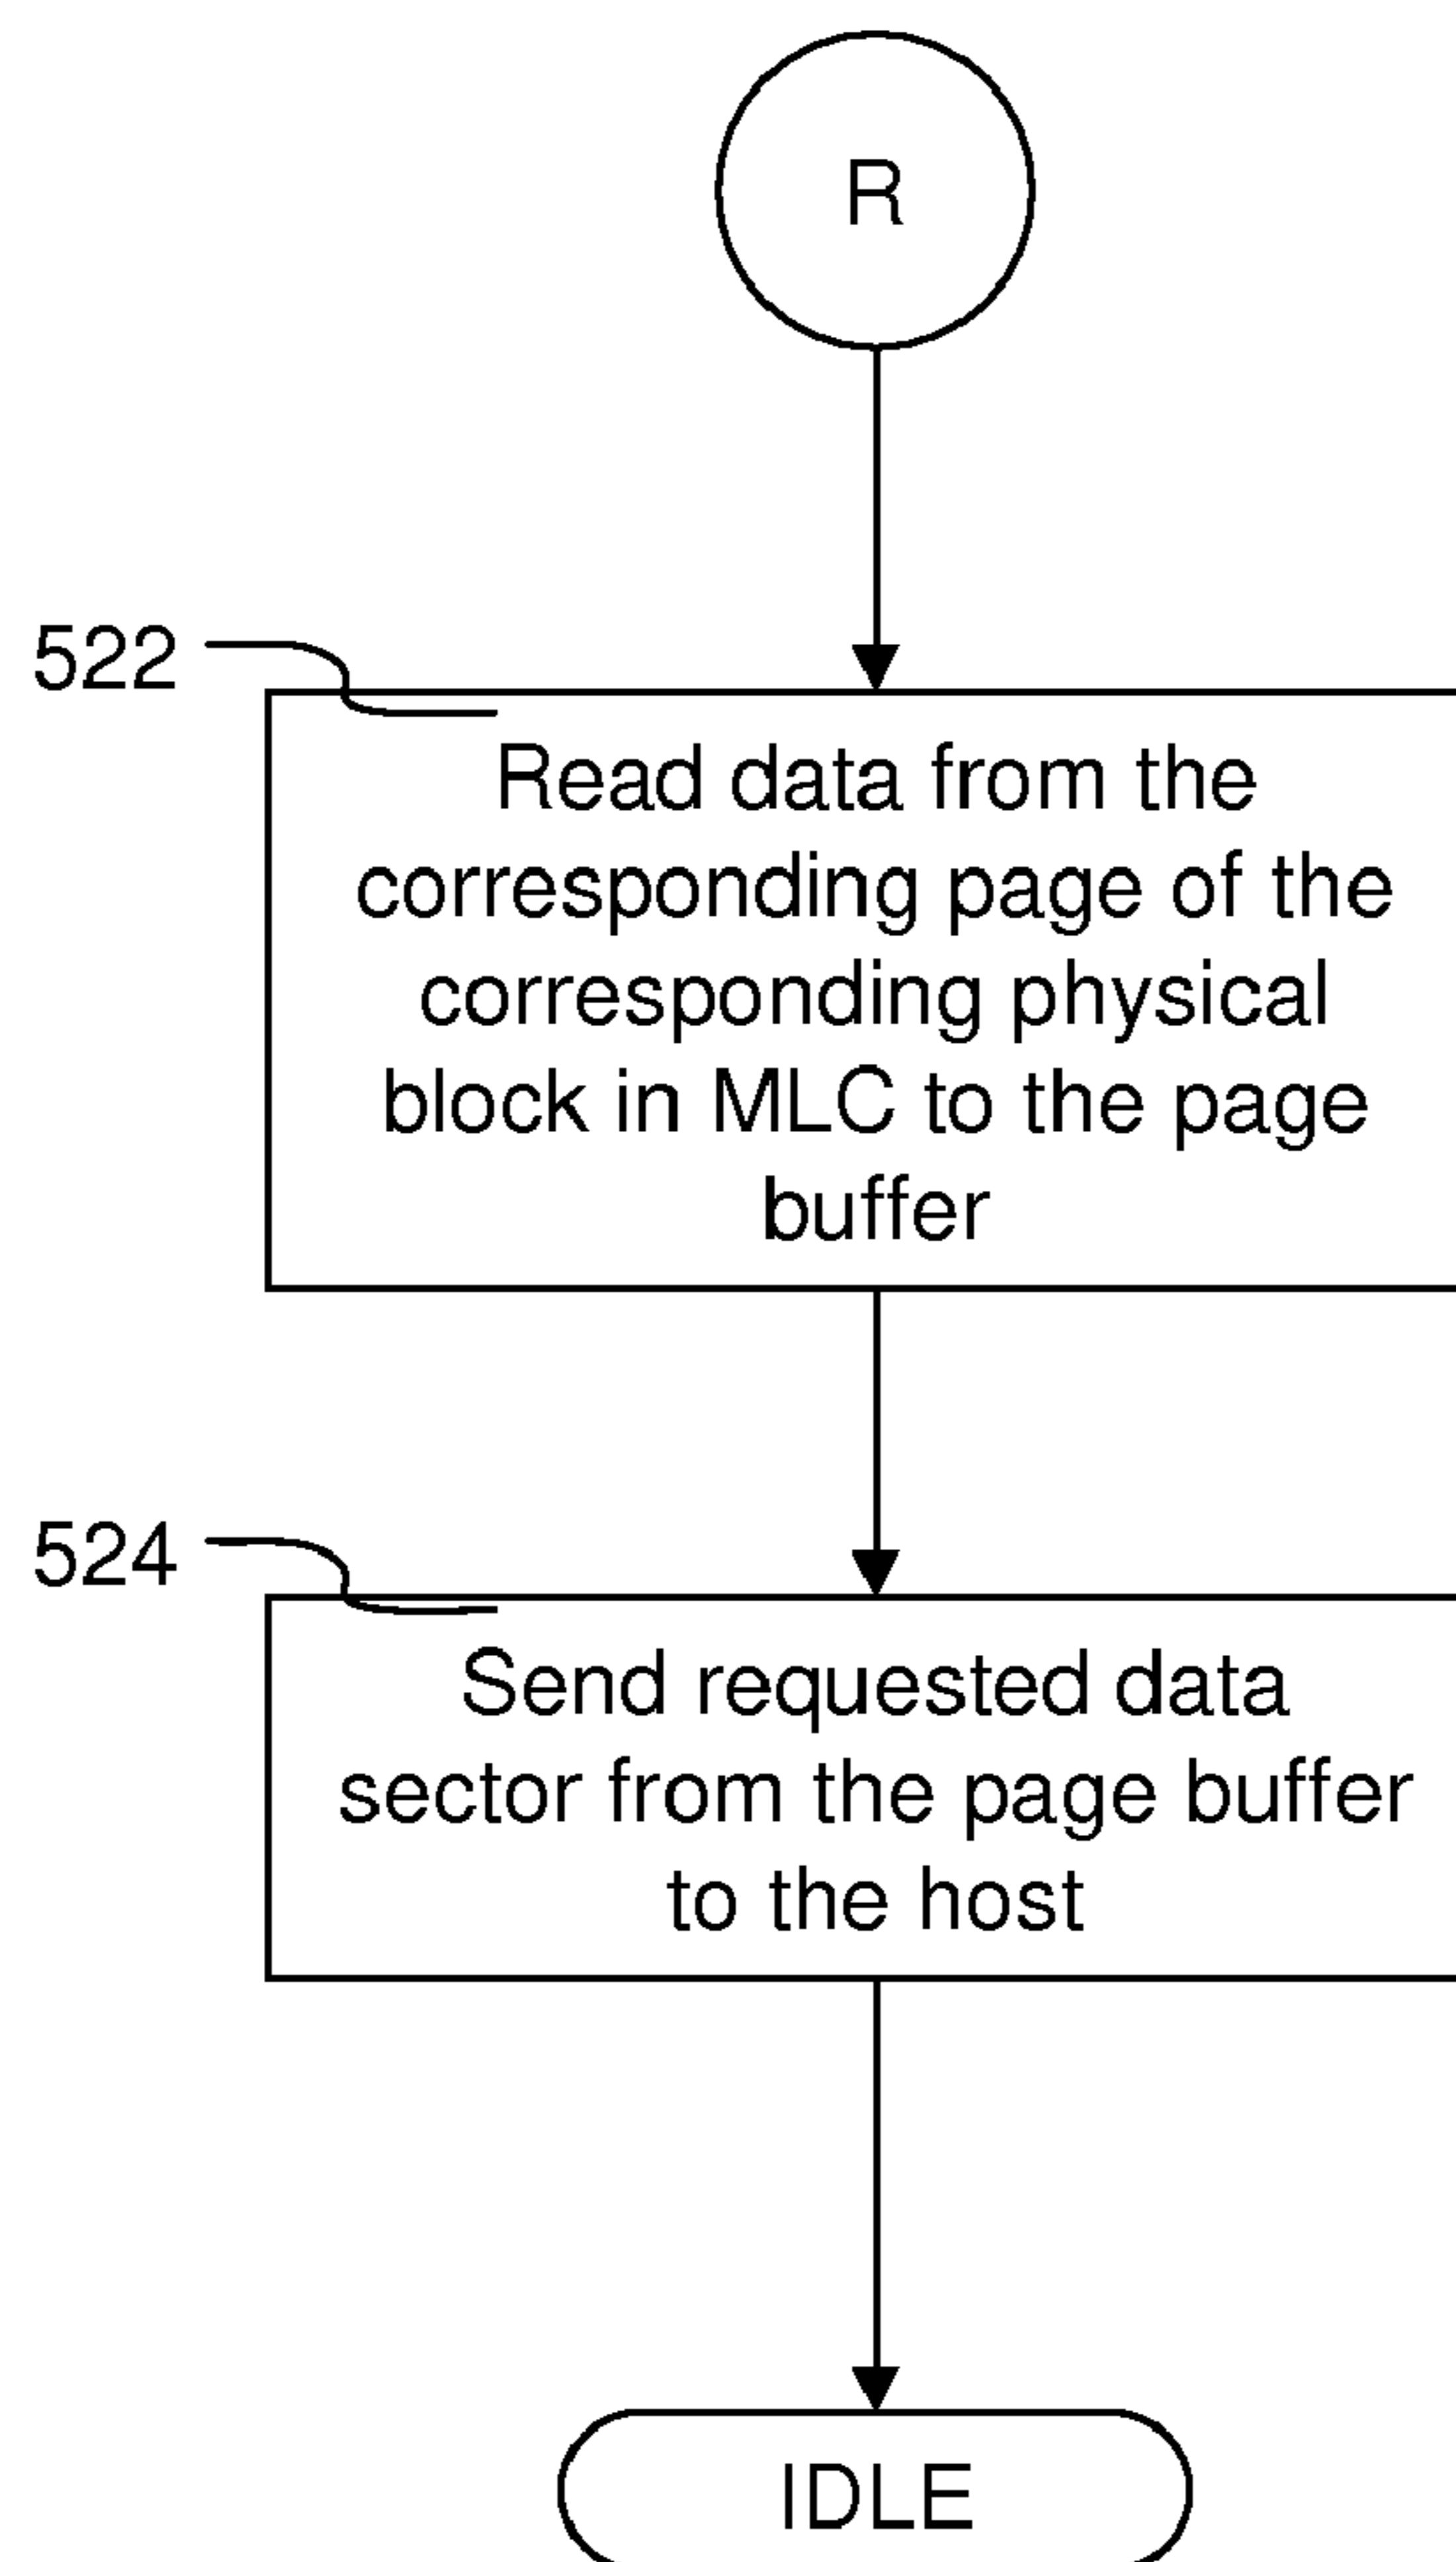 R
522
Read data from the
corresponding page of the
corresponding physical
block in MLC to the page
buffer
524
Send requested data
sector from the page buffer
to the host
IDLE